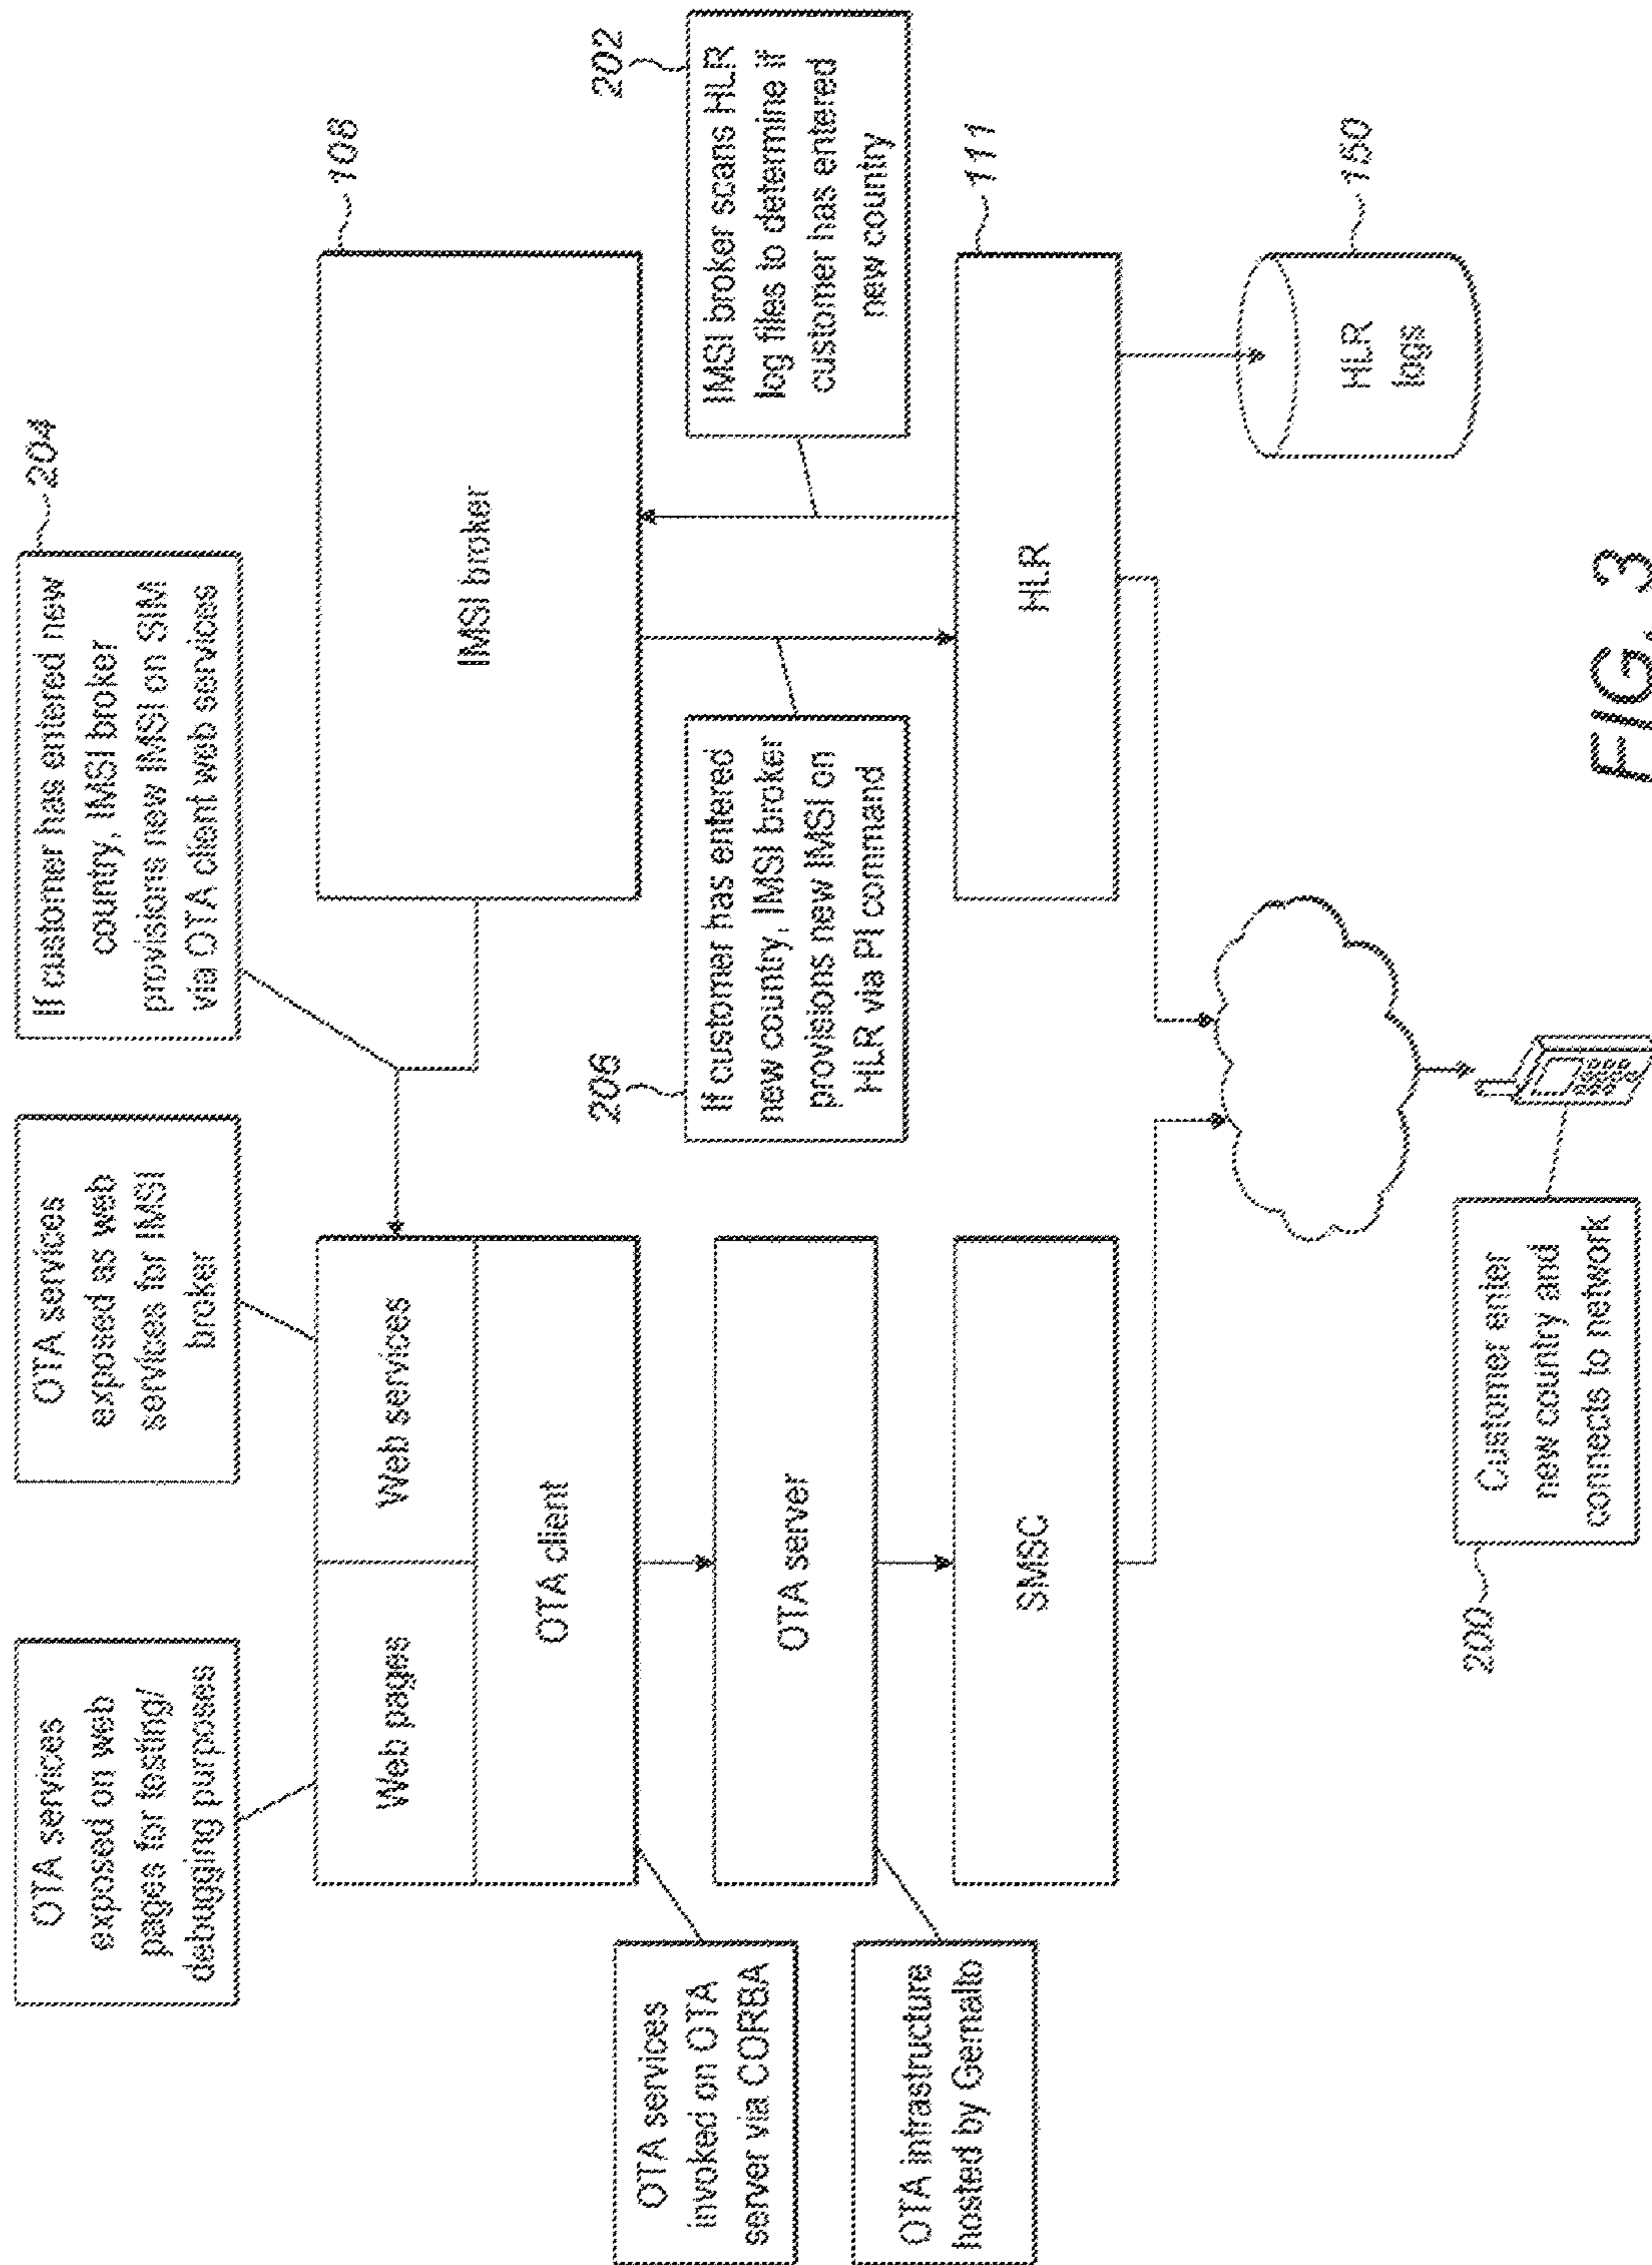 OTA services
exposed on web
pages for testing/
debugging purposes
OTA services
exposed as web
services for IMSI
broker
If customer has entered new
country, IMSI broker
provisions new IMSI on SIM
via OTA client web services
204
Web pages
Web services
OTA client
IMSI broker
108
OTA services
invoked on OTA
server via CORBA
OTA server
206
If customer has entered
new country, IMSI broker
provisions new IMSI on
HLR via PI command
202
IMSI broker scans HLR
log files to determine if
customer has entered
new country
OTA infrastructure
hosted by Gemalto
SMSC
HLR
111
HLR
logs
150
200
Customer enter
new country and
connects to network
FIG. 3